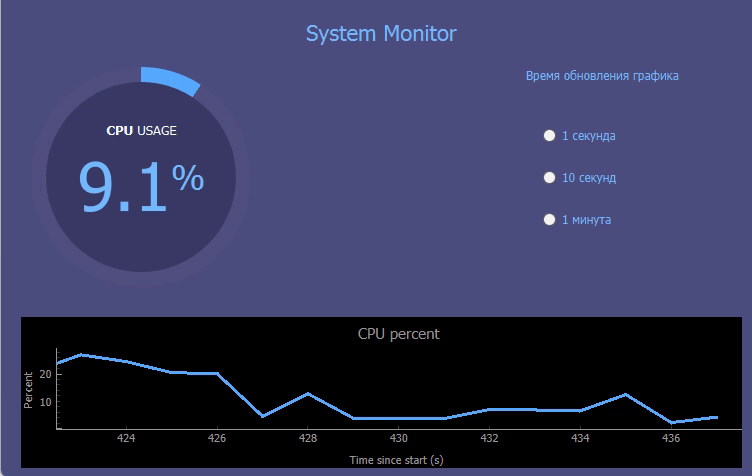 System Monitor
Время обновления графика
CPU USAGE
9.1%
1 секунда
10 секунд
1 минута
CPU percent
Percent
20
10
424 426 428 430 432 434 436
Time since start (s)